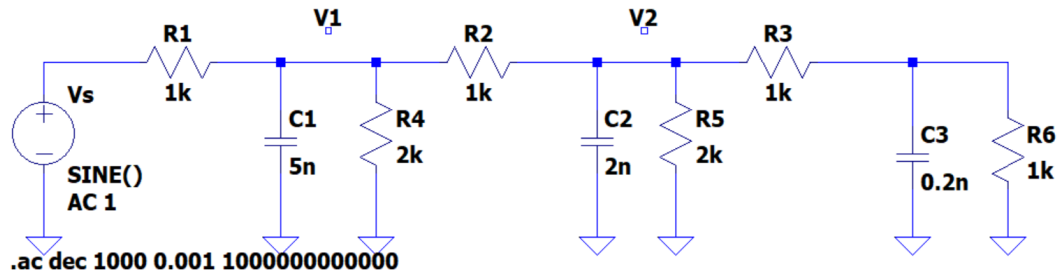 V1
V2
R1
R2
R3
1k
1k
1k
Vs
C1
R4
C2
R5
C3
R6
5n
2k
2n
2k
0.2n
1k
SINE()
AC 1
.ac dec 1000 0.001 1000000000000